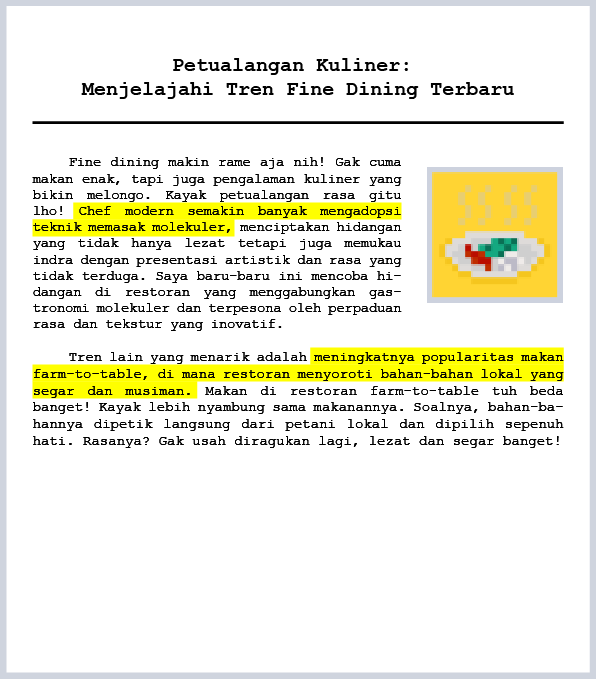 Petualangan Kuliner:
Menjelajahi Tren Fine Dining Terbaru
Fine dining makin rame aja nih! Gak cuma
makan enak, tapi juga pengalaman kuliner yang
bikin melongo. Kayak petualangan rasa gitu
lho! Chef modern semakin banyak mengadopsi
teknik memasak molekuler, menciptakan hidangan
yang tidak hanya lezat tetapi juga memukau
indra dengan presentasi artistik dan rasa yang
tidak terduga. Saya baru-baru ini mencoba hi-
dangan di restoran yang menggabungkan gas-
tronomi molekuler dan terpesona oleh perpaduan
rasa dan tekstur yang inovatif.
Tren lain yang menarik adalah meningkatnya popularitas makan
farm-to-table, di mana restoran menyoroti bahan-bahan lokal yang
segar dan musiman. Makan di restoran farm-to-table tuh beda
banget! Kayak lebih nyambung sama makanannya. Soalnya, bahan-ba-
hannya dipetik langsung dari petani lokal dan dipilih sepenuh
hati. Rasanya? Gak usah diragukan lagi, lezat dan segar banget!